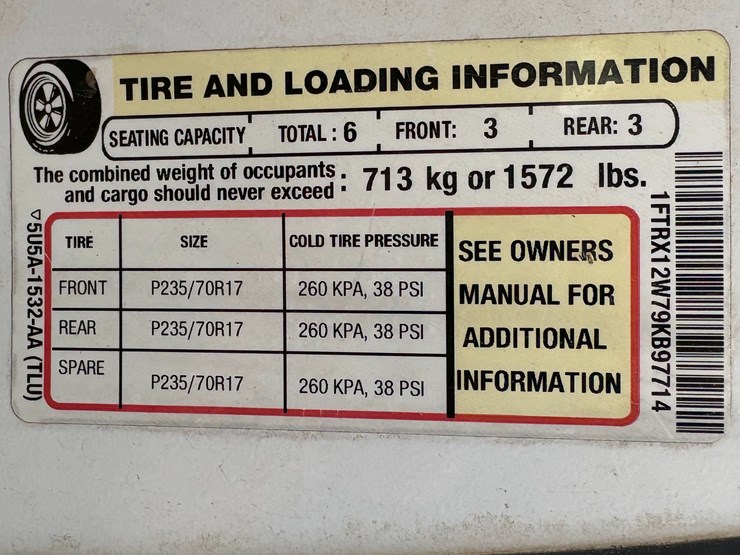 TIRE AND LOADING INFORMATION
SEATING CAPACITY TOTAL : 6 FRONT: 3 REAR: 3
The combined weight of occupants
and cargo should never exceed : 713 kg or 1572 lbs.
TIRE SIZE COLD TIRE PRESSURE
FRONT P235/70R17 260 KPA, 38 PSI
REAR P235/70R17 260 KPA, 38 PSI
SPARE P235/70R17 260 KPA, 38 PSI
SEE OWNERS
MANUAL FOR
ADDITIONAL
INFORMATION
5U5A-1532-AA (TLU)
1FTRX12W79KB97714